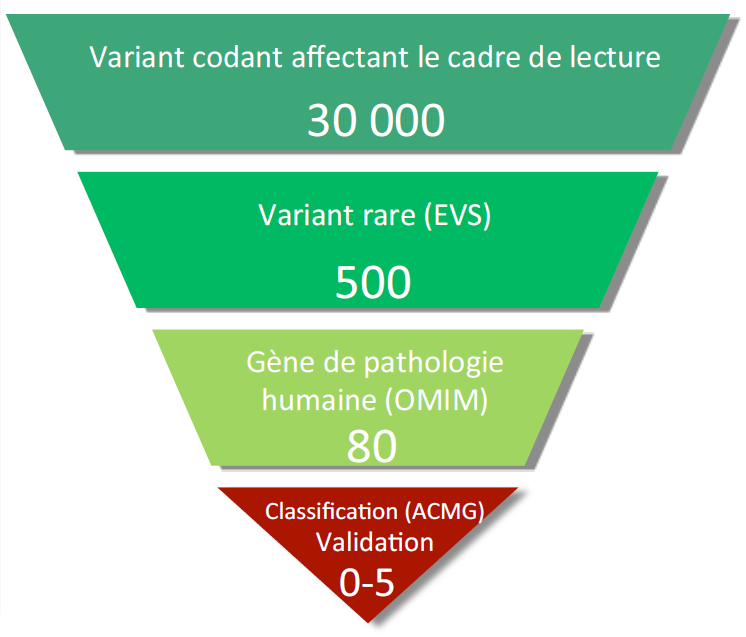 Variant codant affectant le cadre de lecture
30 000
Variant rare (EVS)
500
Gène de pathologie
humaine (OMIM)
80
Classification (ACMG)
Validation
0-5